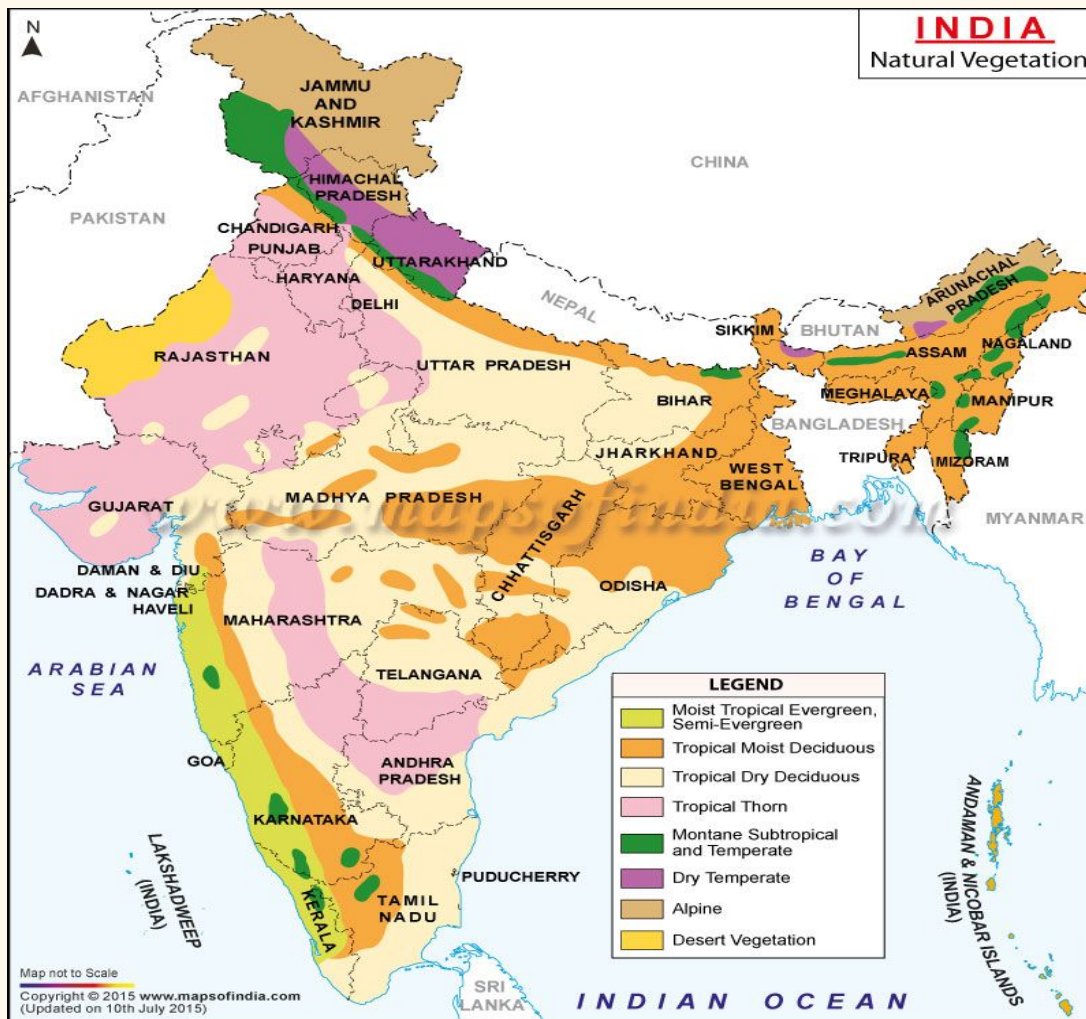 N
INDIA
Natural Vegetation
AFGHANISTAN
JAMMU
AND
KASHMIR
CHINA
HIMACHAL
PRADESH
PAKISTAN
CHANDIGARH
PUNJAB
UTTARAKHAND
HARYANA
DELHI
NEPAL
ARUNACHAL
PRADESH
SIKKIM
BHUTAN
RAJASTHAN
UTTAR PRADESH
ASSAM
NAGALAND
BIHAR
MEGHALAYA
MANIPUR
BANGLADESH
JHARKHAND
WEST
BENGAL
TRIPURA
MIZORAM
GUJARAT
MADHYA PRADESH
www.mapsofindia.com
MYANMAR
CHHATTISGARH
DAMAN & DIU
DADRA & NAGAR
HAVELI
ODISHA
BAY
OF
BENGAL
MAHARASHTRA
ARABIAN
SEA
TELANGANA
GOA
ANDHRA
PRADESH
KARNATAKA
LAKSHADWEEP
(INDIA)
KERALA
TAMIL
NADU
PUDUCHERRY
SRI
LANKA
INDIAN OCEAN
ANDAMAN & NICOBAR ISLANDS
(INDIA)
LEGEND
Moist Tropical Evergreen,
Semi-Evergreen
Tropical Moist Deciduous
Tropical Dry Deciduous
Tropical Thorn
Montane Subtropical
and Temperate
Dry Temperate
Alpine
Desert Vegetation
Map not to Scale
Copyright © 2015 www.mapsofindia.com
(Updated on 10th July 2015)